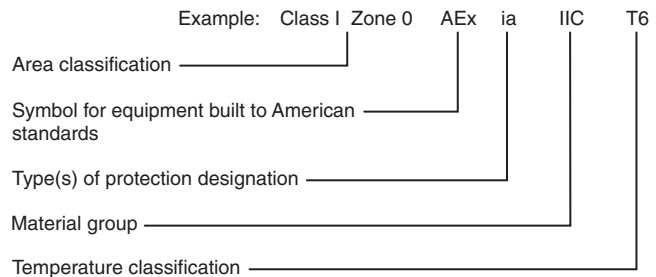 Example: Class I Zone 0 AEx ia IIC T6
Area classification
Symbol for equipment built to American
standards
Type(s) of protection designation
Material group
Temperature classification